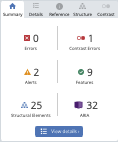 Summary Details Reference Structure Contrast
0 1
Errors Contrast Errors
2 9
Alerts Features
25 32
Structural Elements ARIA
View details ›